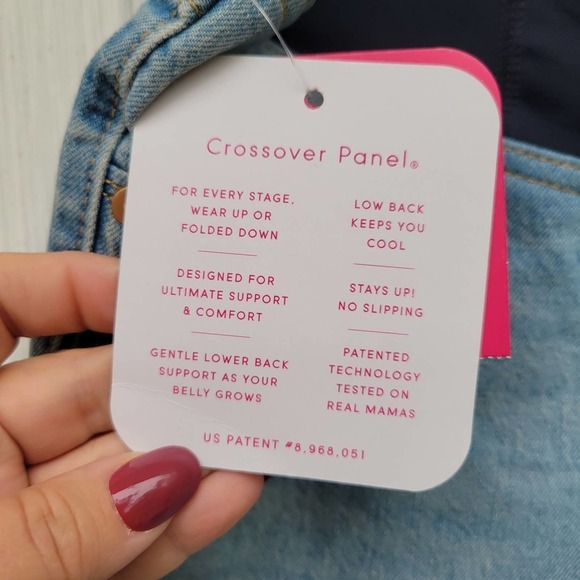 Crossover Panel®
FOR EVERY STAGE,
WEAR UP OR
FOLDED DOWN
DESIGNED FOR
ULTIMATE SUPPORT
& COMFORT
GENTLE LOWER BACK
SUPPORT AS YOUR
BELLY GROWS
LOW BACK
KEEPS YOU
COOL
STAYS UP!
NO SLIPPING
PATENTED
TECHNOLOGY
TESTED ON
REAL MAMAS
US PATENT #8,968,051